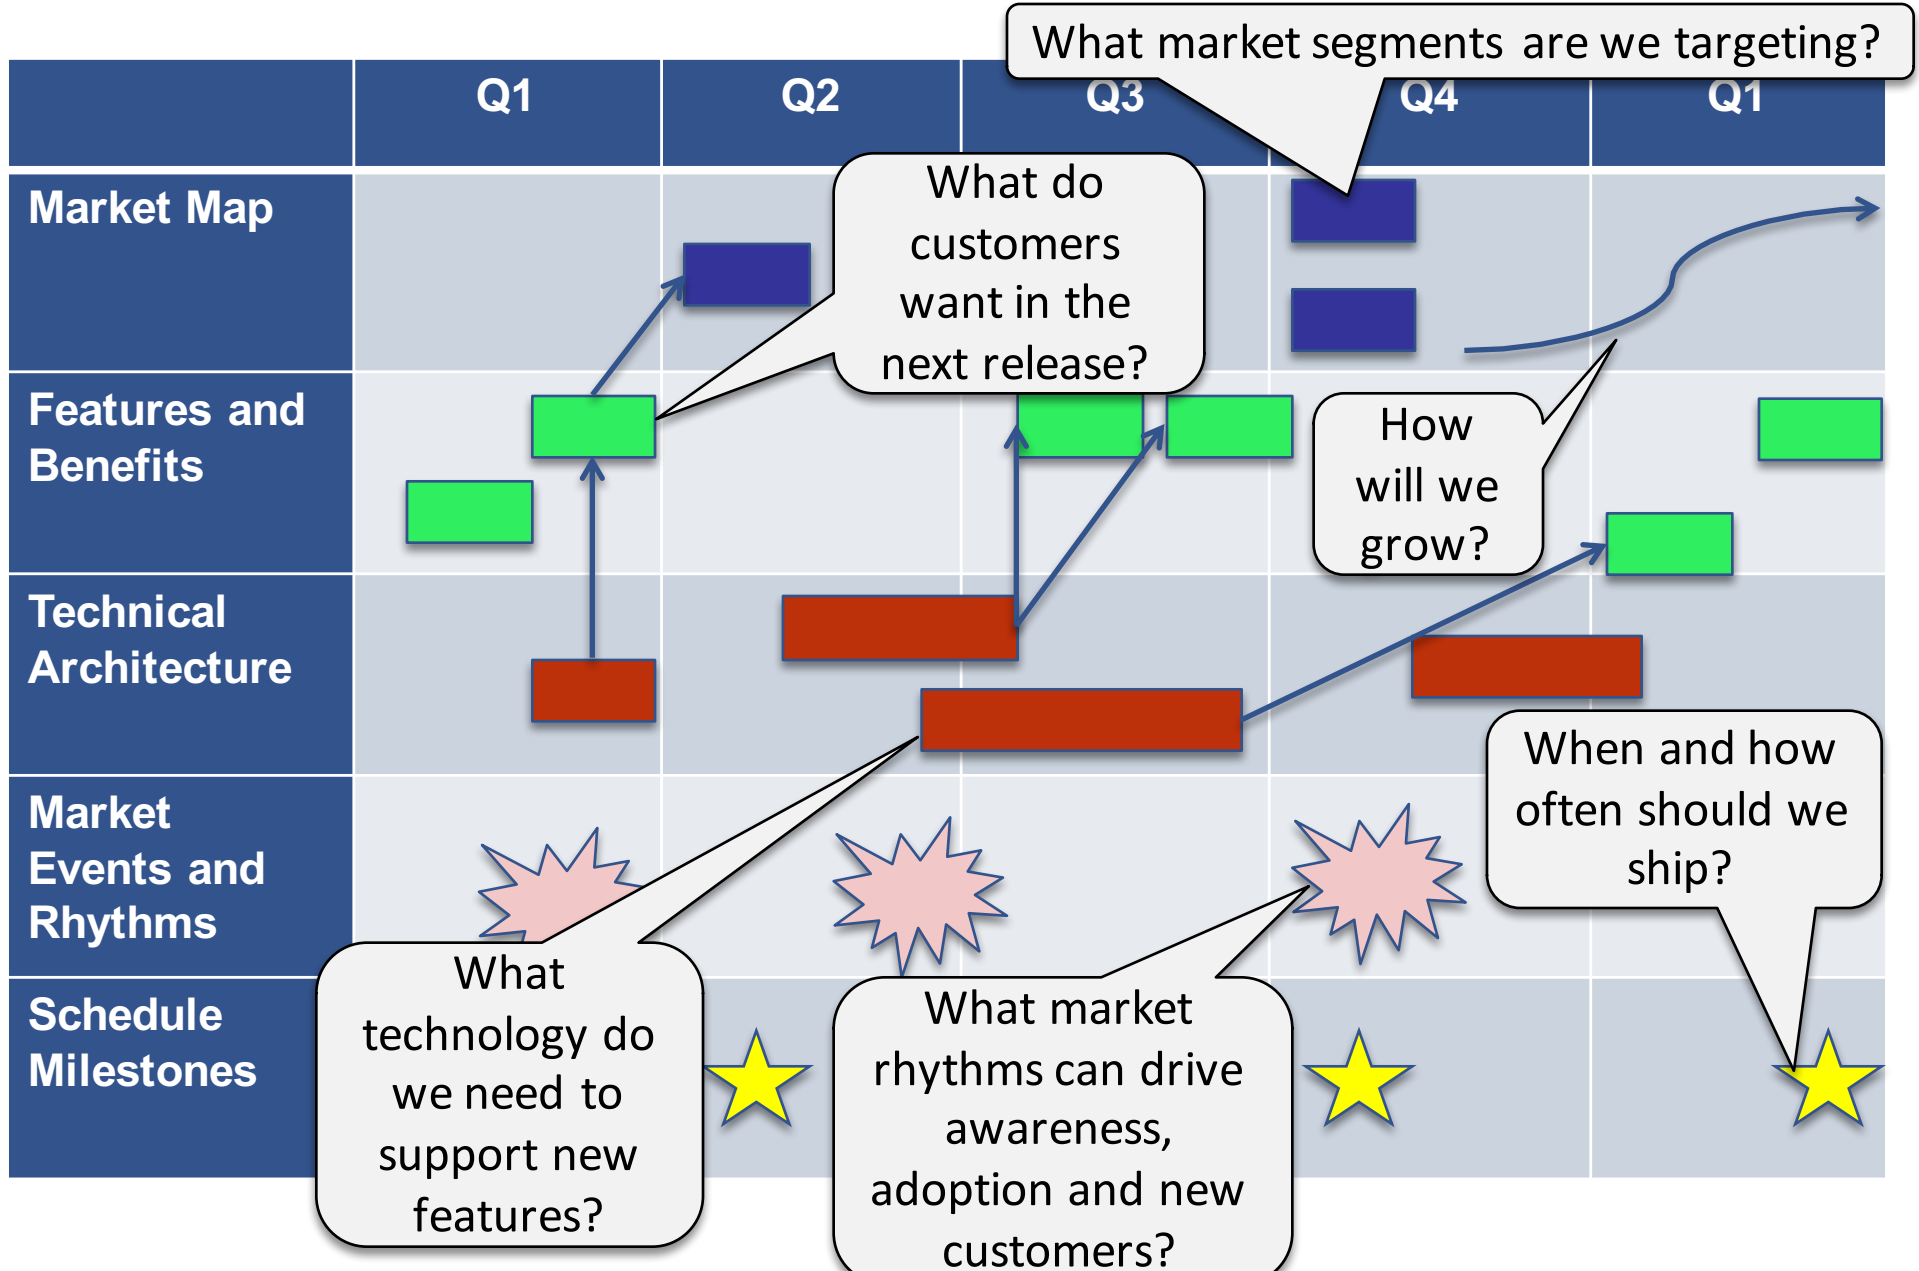 What market segments are we targeting?
Q1
Q2
Q3
Q4
Q1
Market Map
What do
customers
want in the
next release?
Features and
Benefits
How
will we
grow?
Technical
Architecture
When and how
often should we
ship?
Market
Events and
Rhythms
What
technology do
we need to
support new
features?
What market
rhythms can drive
awareness,
adoption and new
customers?
Schedule
Milestones